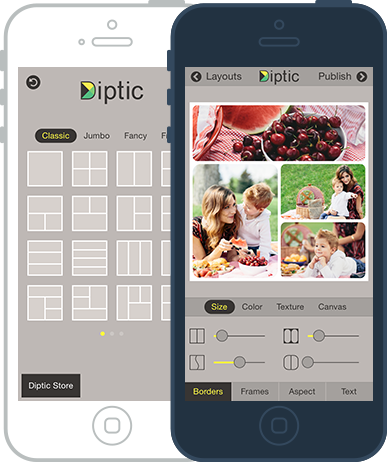 Diptic
Classic Jumbo Fancy F
Diptic Store
Layouts Diptic Publish
Size Color Texture Canvas
Borders Frames Aspect Text